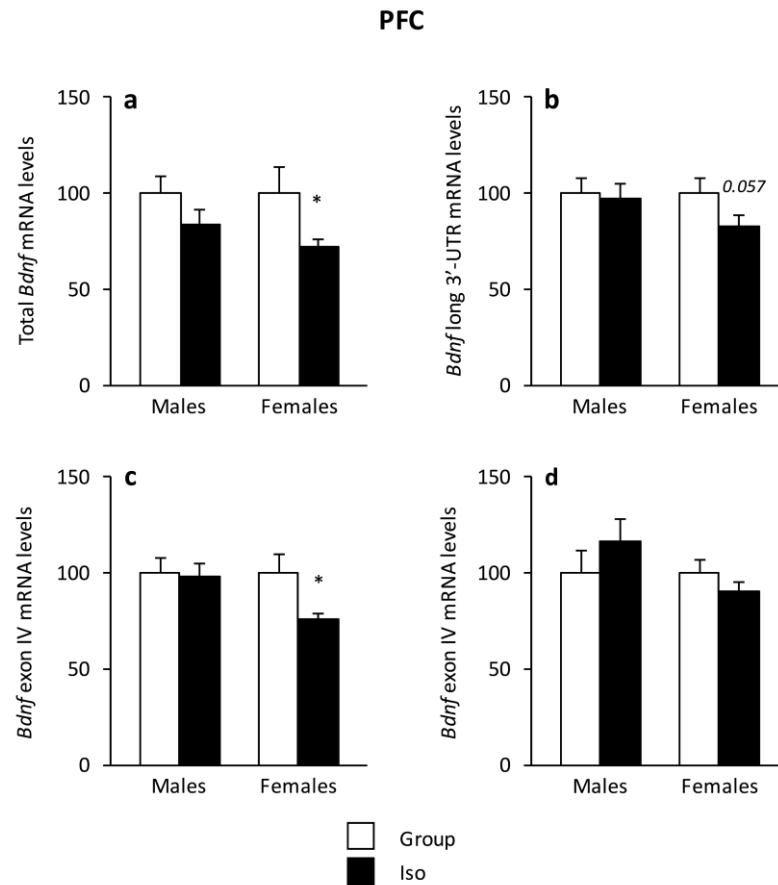 PFC
a
Total Bdnf mRNA levels
150
100
50
0
*
Males
Females
b
Bdnf long 3′-UTR mRNA levels
150
100
50
0
0.057
Males
Females
c
Bdnf exon IV mRNA levels
150
100
50
0
*
Males
Females
d
Bdnf exon IV mRNA levels
150
100
50
0
Males
Females
Group
Iso